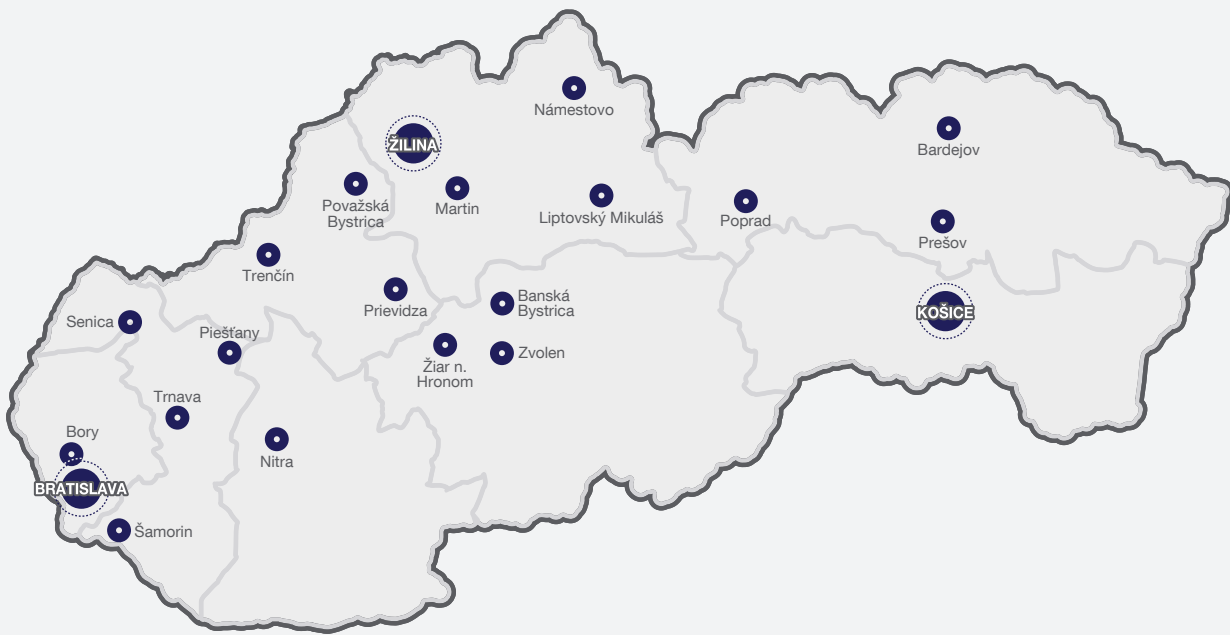 Námestovo
ŽILINA
Bardejov
Považská
Bystrica
Martin
Liptovský Mikuláš
Poprad
Prešov
Trenčín
Prievidza
Banská
Bystrica
KOŠICE
Senica
Piešťany
Zvolen
Žiar n.
Hronom
Trnava
Bory
Nitra
BRATISLAVA
Šamorin